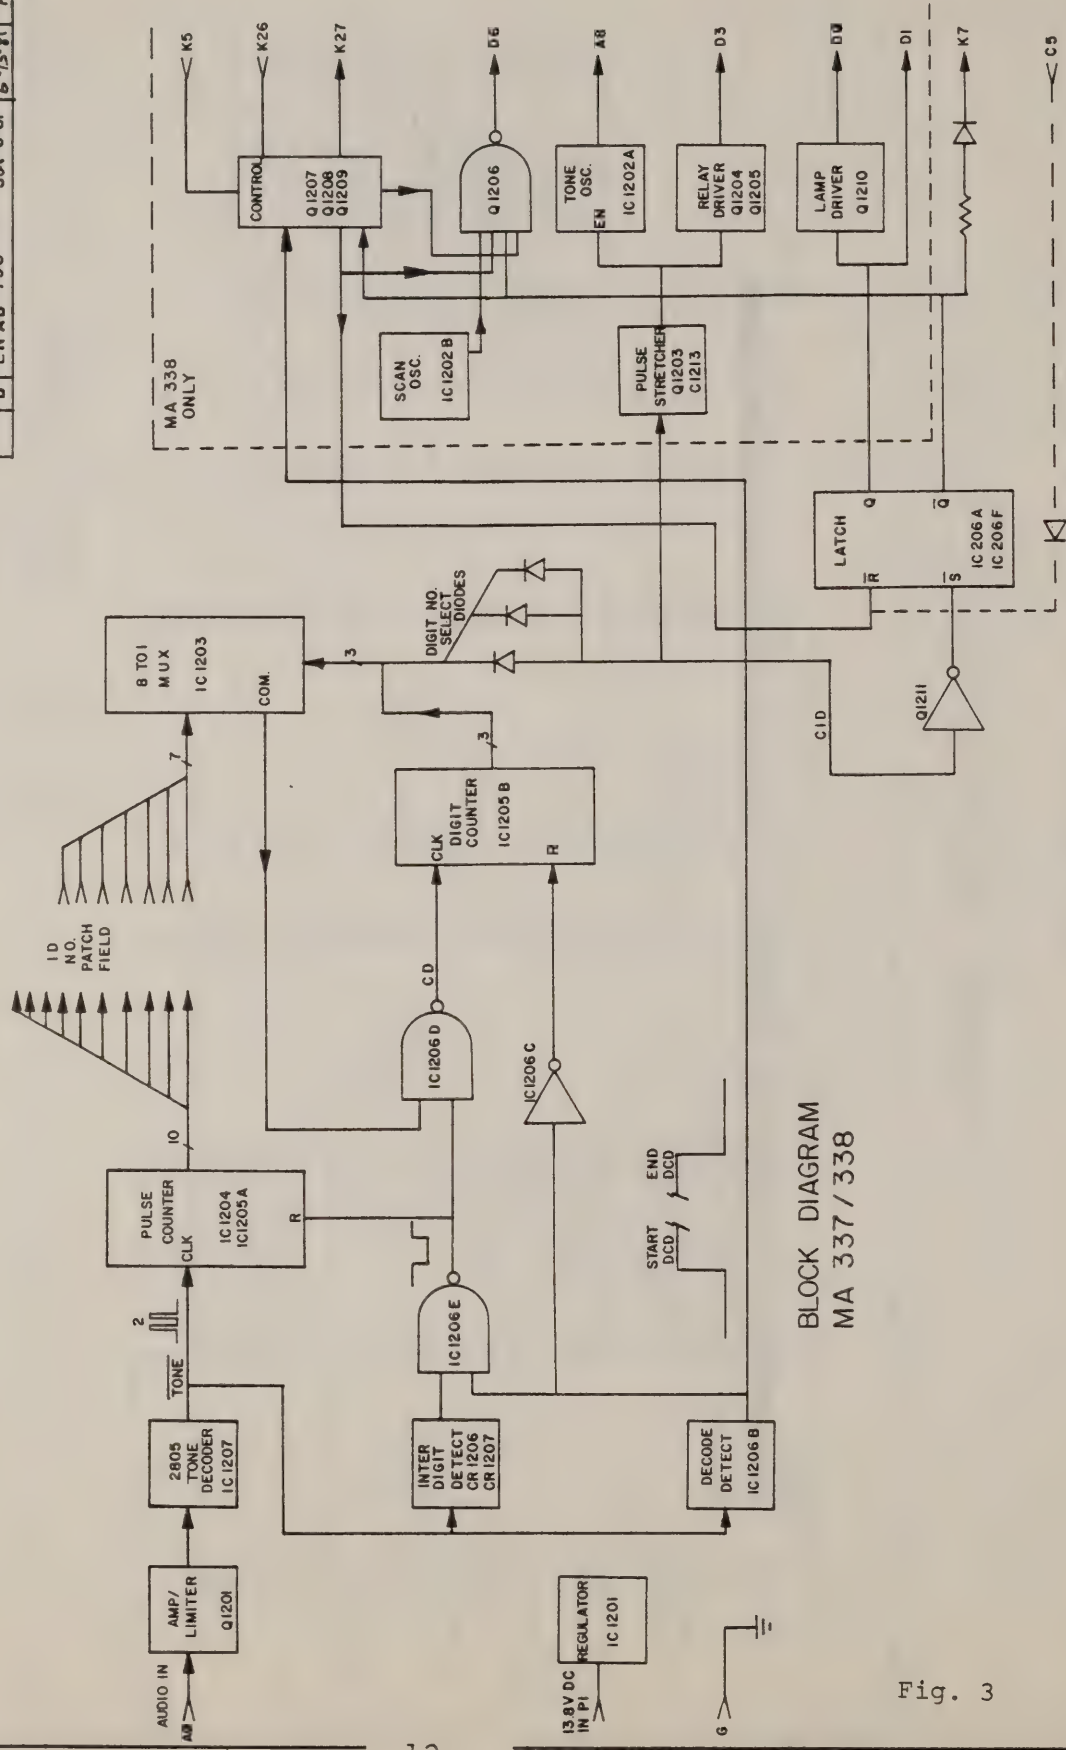 MA 338
ONLY
K5
K26
K27
D6
A8
D3
DØ
D1
K7
C5
CONTROL
Q1207
Q1208
Q1209
Q1206
TONE
OSC.
EN
IC1202A
RELAY
DRIVER
Q1204
Q1205
LAMP
DRIVER
Q1210
SCAN
OSC.
IC1202B
PULSE
STRETCHER
Q1203
C1213
LATCH
R
S
Q
Q
IC206A
IC206F
8 TO 1
MUX
IC1203
COM.
7
3
DIGIT NO.
SELECT
DIODES
3
CLK
DIGIT
COUNTER
IC1205B
R
CID
Q1211
ID
NO.
PATCH
FIELD
10
CD
IC1206D
IC1206C
PULSE
COUNTER
CLK
IC1204
IC1205A
R
IC1206E
2
TONE
2805
TONE
DECODER
IC1207
INTER
DIGIT
DETECT
CR1206
CR1207
DECODE
DETECT
IC1206B
START
DCD
END
DCD
AMP/
LIMITER
Q1201
AUDIO IN
AØ
REGULATOR
IC1201
13.8V DC
IN P1
G
BLOCK DIAGRAM
MA 337/338
Fig. 3